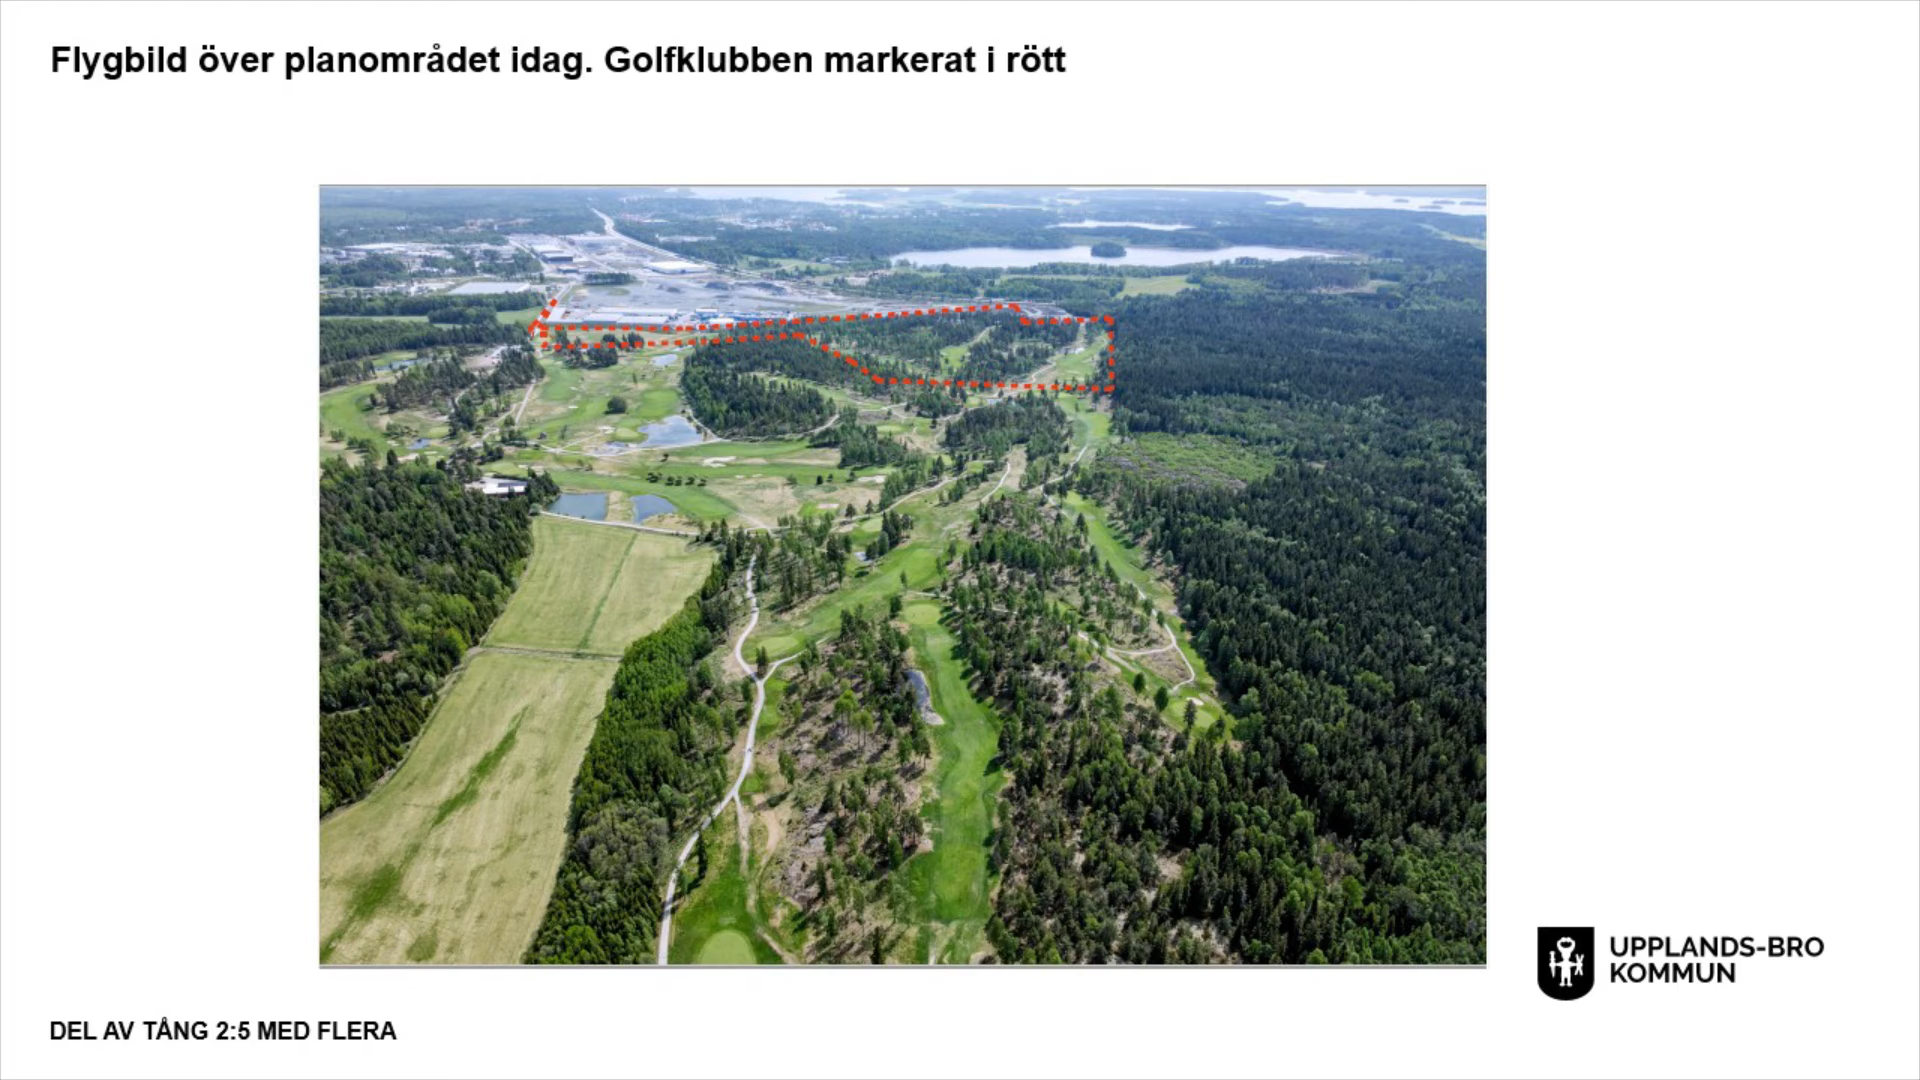 Flygbild över planområdet idag. Golfklubben markerat i rött
UPPLANDS-BRO
KOMMUN
DEL AV TÅNG 2:5 MED FLERA